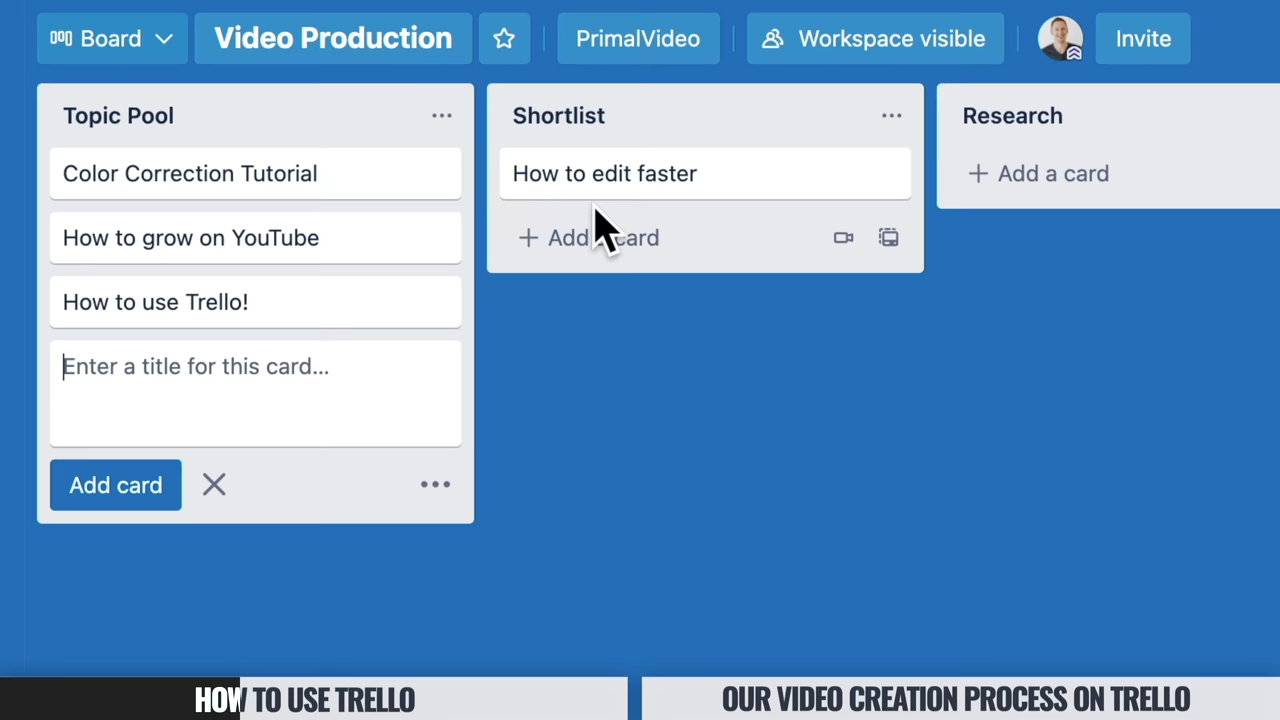 Board
Video Production
PrimalVideo
Workspace visible
Invite
Topic Pool
Color Correction Tutorial
How to grow on YouTube
How to use Trello!
Enter a title for this card...
Add card
Shortlist
How to edit faster
Add card
Research
Add a card
HOW TO USE TRELLO
OUR VIDEO CREATION PROCESS ON TRELLO